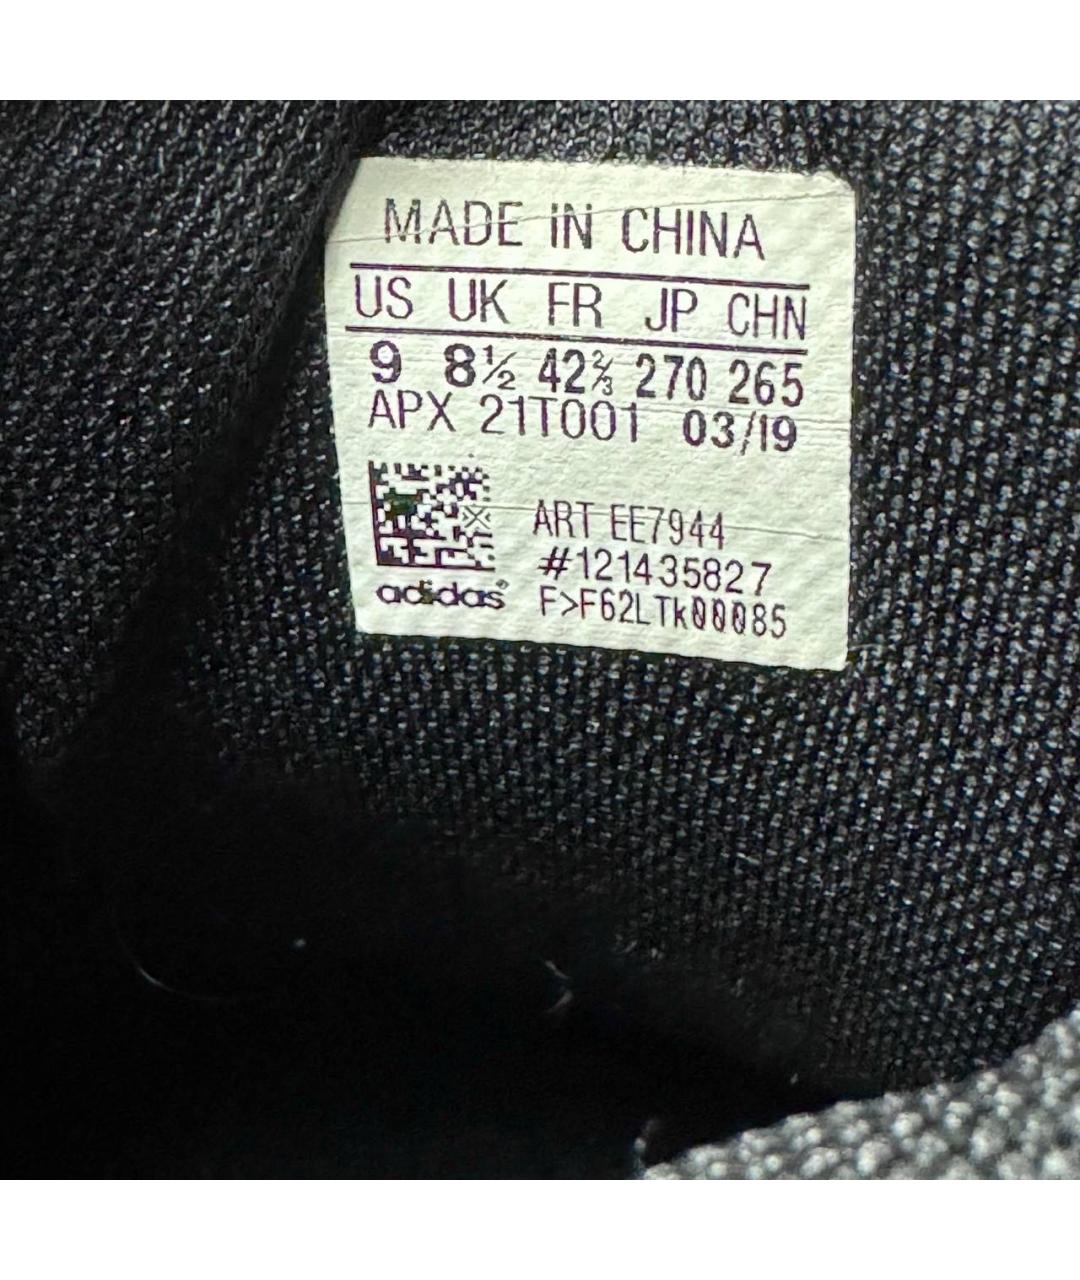 MADE IN CHINA
US UK FR JP CHN
9 8½ 42⅔ 270 265
APX 21T001 03/19
ART EE7944
#121435827
adidas® F>F62LTk00085